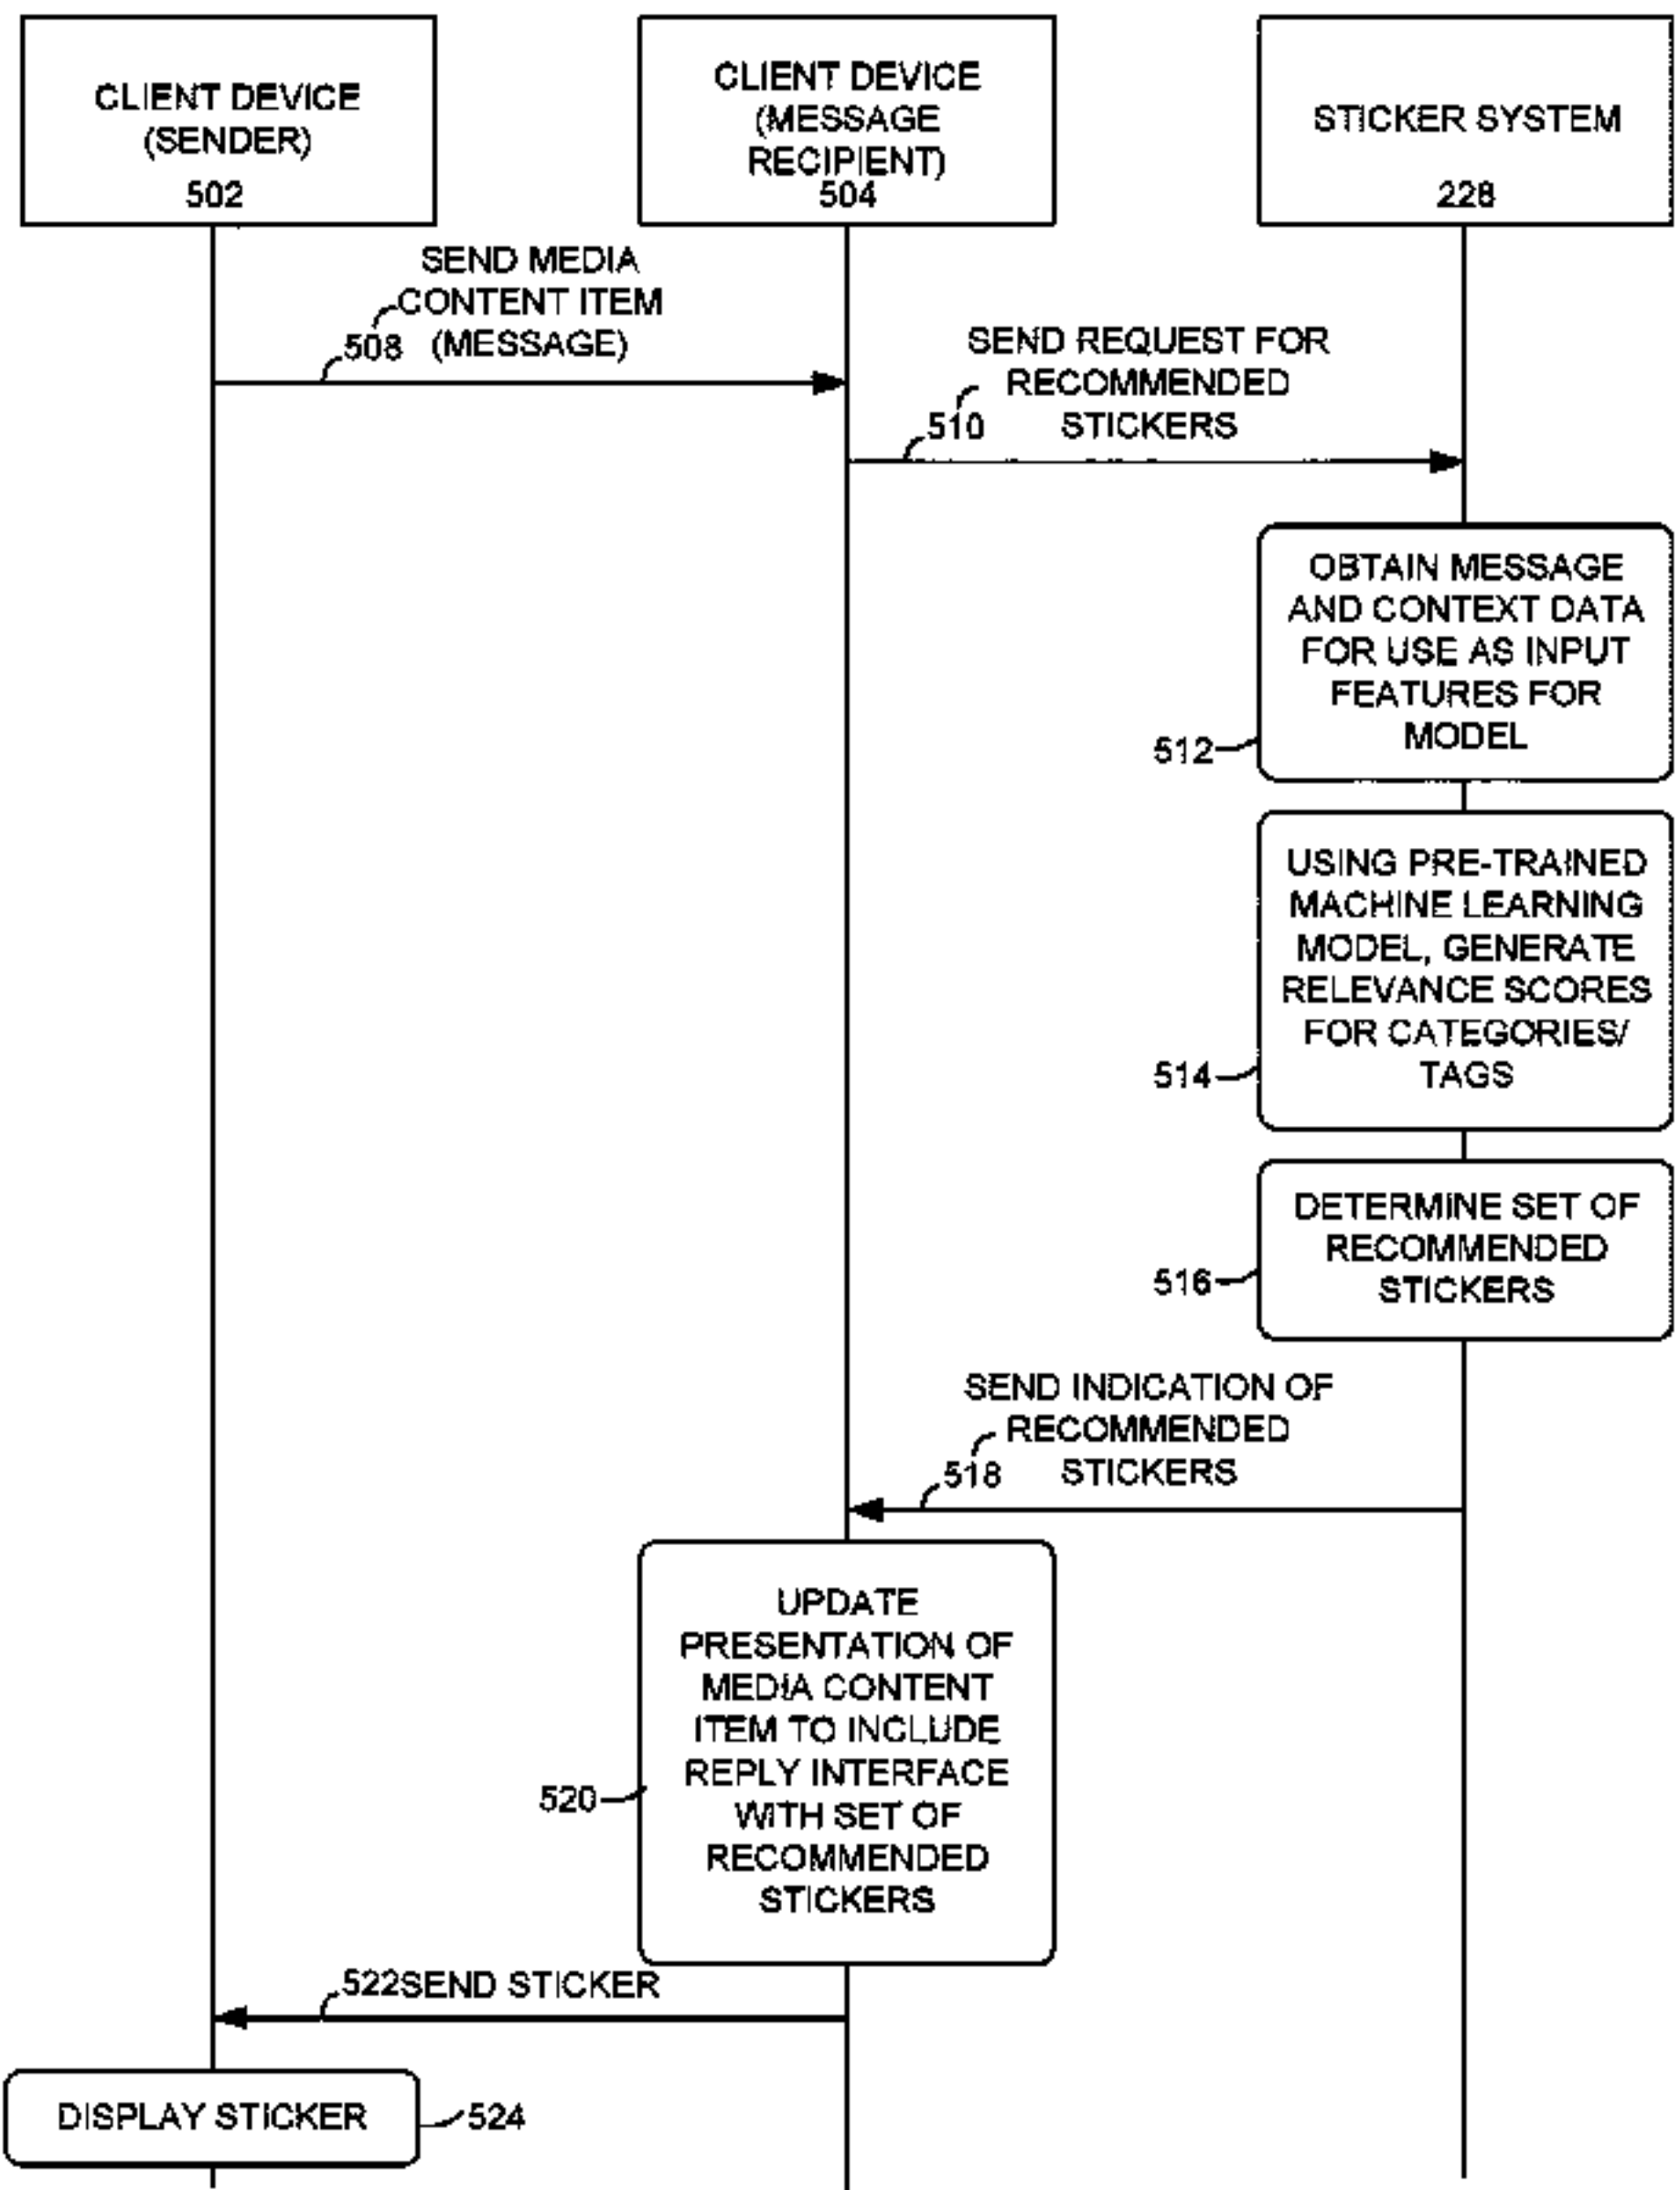 CLIENT DEVICE
(SENDER)
502
CLIENT DEVICE
(MESSAGE
RECIPIENT)
504
STICKER SYSTEM
228
SEND MEDIA
CONTENT ITEM
508 (MESSAGE)
SEND REQUEST FOR
RECOMMENDED
510 STICKERS
OBTAIN MESSAGE
AND CONTEXT DATA
FOR USE AS INPUT
FEATURES FOR
MODEL
512
USING PRE-TRAINED
MACHINE LEARNING
MODEL, GENERATE
RELEVANCE SCORES
FOR CATEGORIES/
TAGS
514
DETERMINE SET OF
RECOMMENDED
STICKERS
516
SEND INDICATION OF
RECOMMENDED
518 STICKERS
UPDATE
PRESENTATION OF
MEDIA CONTENT
ITEM TO INCLUDE
REPLY INTERFACE
WITH SET OF
RECOMMENDED
STICKERS
520
522 SEND STICKER
DISPLAY STICKER
524